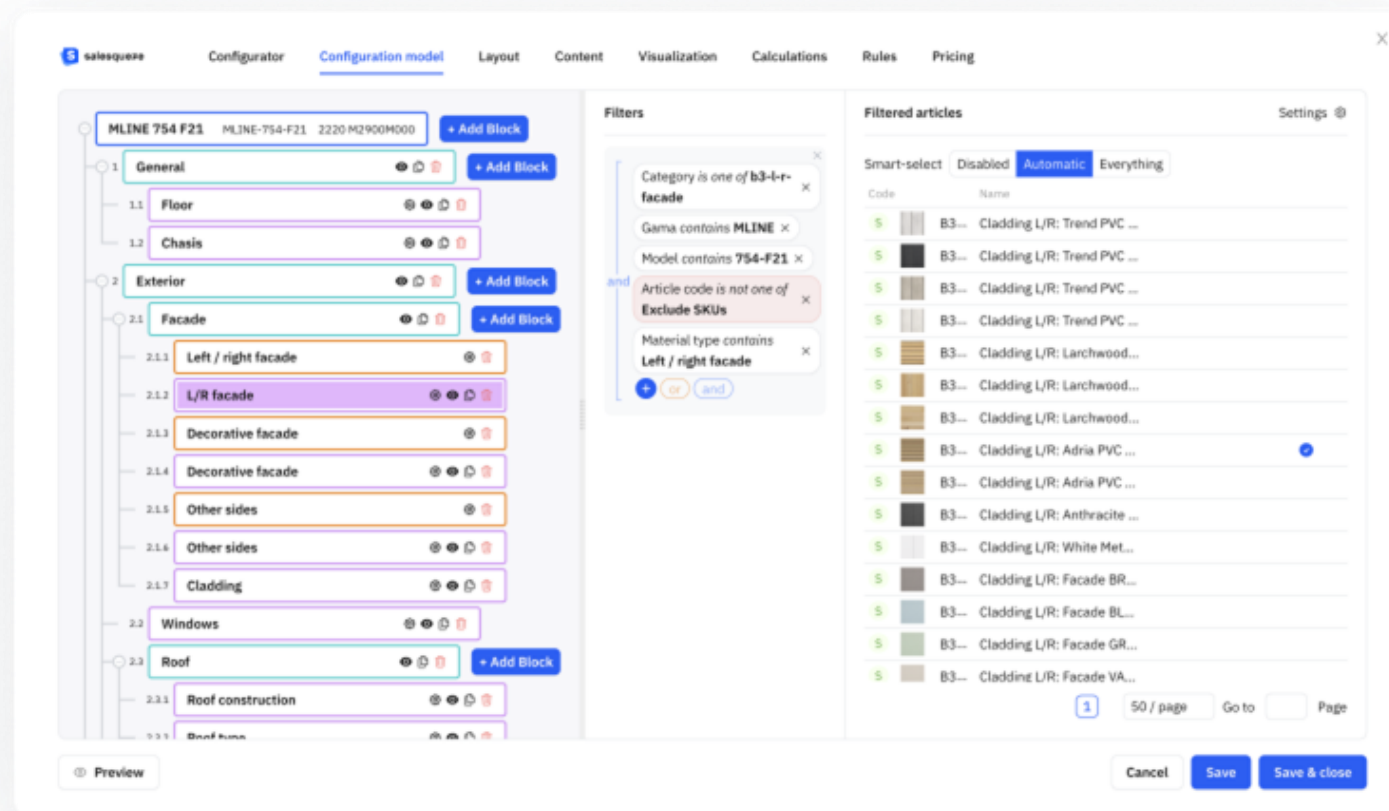 salesqueze
Configurator
Configuration model
Layout
Content
Visualization
Calculations
Rules
Pricing
MLINE 754 F21 MLINE-754-F21 2220 M2900M000
+ Add Block
1 General
+ Add Block
1.1 Floor
1.2 Chasis
2 Exterior
+ Add Block
2.1 Facade
+ Add Block
2.1.1 Left / right facade
2.1.2 L/R facade
2.1.3 Decorative facade
2.1.4 Decorative facade
2.1.5 Other sides
2.1.6 Other sides
2.1.7 Cladding
2.2 Windows
2.3 Roof
+ Add Block
2.3.1 Roof construction
Roof type
Filters
and
Category is one of b3-l-r-
facade
Gama contains MLINE
Model contains 754-F21
Article code is not one of
Exclude SKUs
Material type contains
Left / right facade
+ or and
Filtered articles
Settings
Smart-select Disabled Automatic Everything
Code Name
S B3... Cladding L/R: Trend PVC ...
S B3... Cladding L/R: Trend PVC ...
S B3... Cladding L/R: Trend PVC ...
S B3... Cladding L/R: Trend PVC ...
S B3... Cladding L/R: Larchwood...
S B3... Cladding L/R: Larchwood...
S B3... Cladding L/R: Larchwood...
S B3... Cladding L/R: Adria PVC ...
S B3... Cladding L/R: Adria PVC ...
S B3... Cladding L/R: Anthracite ...
S B3... Cladding L/R: White Met...
S B3... Cladding L/R: Facade BR...
S B3... Cladding L/R: Facade BL...
S B3... Cladding L/R: Facade GR...
S B3... Cladding L/R: Facade VA...
1 50 / page Go to Page
Preview
Cancel
Save
Save & close